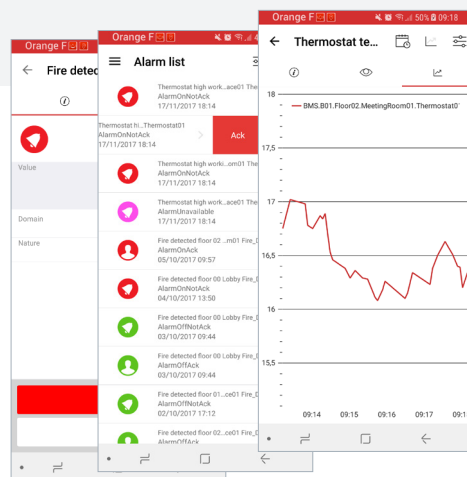 Orange F
Fire detec
Value
Domain
Nature
Orange F
Alarm list
Thermostat high work...ace01 The
AlarmOnNotAck
17/11/2017 18:14
Thermostat hi...Thermostat01
AlarmOnNotAck
17/11/2017 18:14
Ack
Thermostat high worki...om01 The
AlarmOnNotAck
17/11/2017 18:14
Thermostat high work...ace01 The
AlarmUnavailable
17/11/2017 18:14
Fire detected floor 02 ...m01 Fire_D
AlarmOnAck
05/10/2017 09:57
Fire detected floor 00 Lobby Fire_D
AlarmOnNotAck
04/10/2017 13:50
Fire detected floor 00 Lobby Fire_D
AlarmOffNotAck
03/10/2017 09:44
Fire detected floor 00 Lobby Fire_D
AlarmOffAck
03/10/2017 09:44
Fire detected floor 01...ce01 Fire_D
AlarmOffNotAck
02/10/2017 17:12
Fire detected floor 02...ce01 Fire_D
AlarmOffAck
Orange F 50% 09:18
Thermostat te...
BMS.B01.Floor02.MeetingRoom01.Thermostat0
18
17,5
17
16,5
16
15,5
09:14 09:15 09:16 09:17 09:1